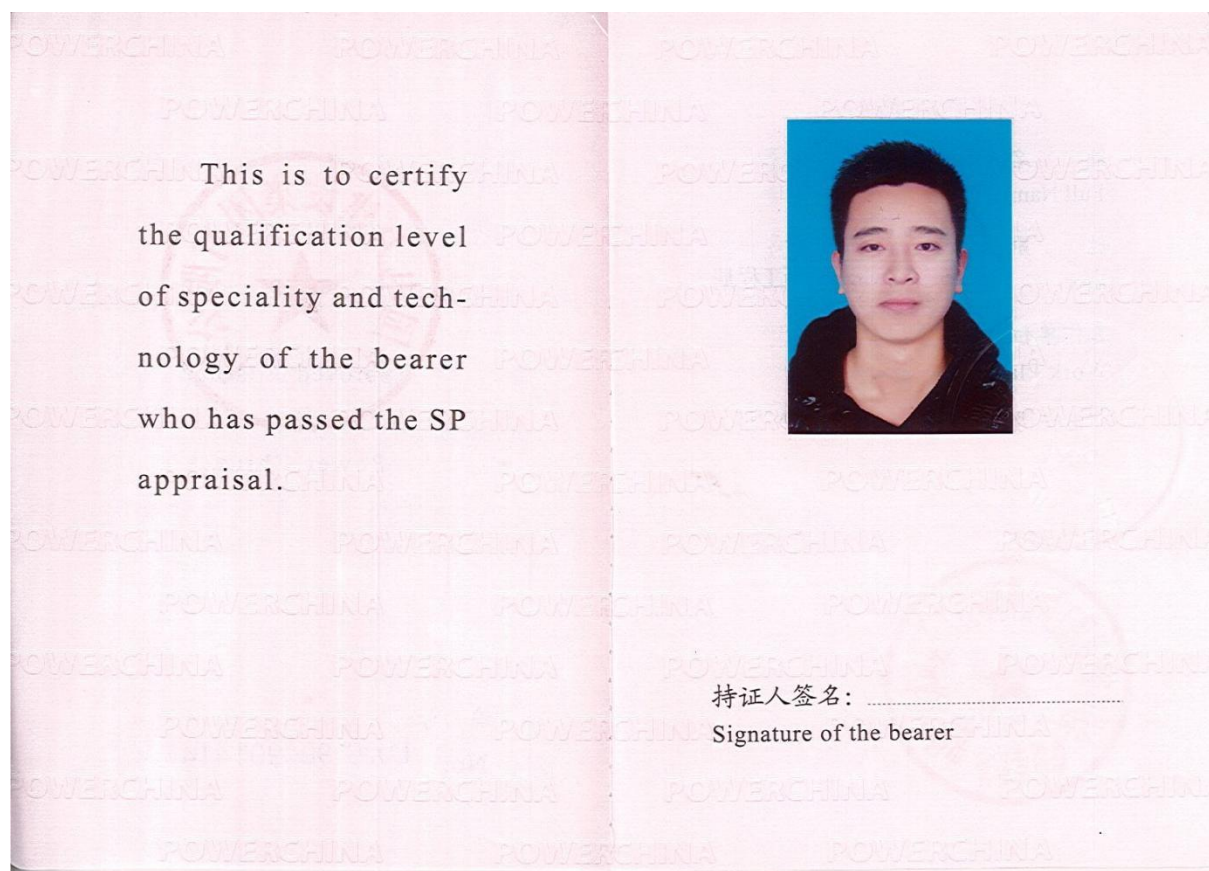 This is to certify
the qualification level
of speciality and tech-
nology of the bearer
who has passed the SP
appraisal.
POWERCHINA
持证人签名:
Signature of the bearer